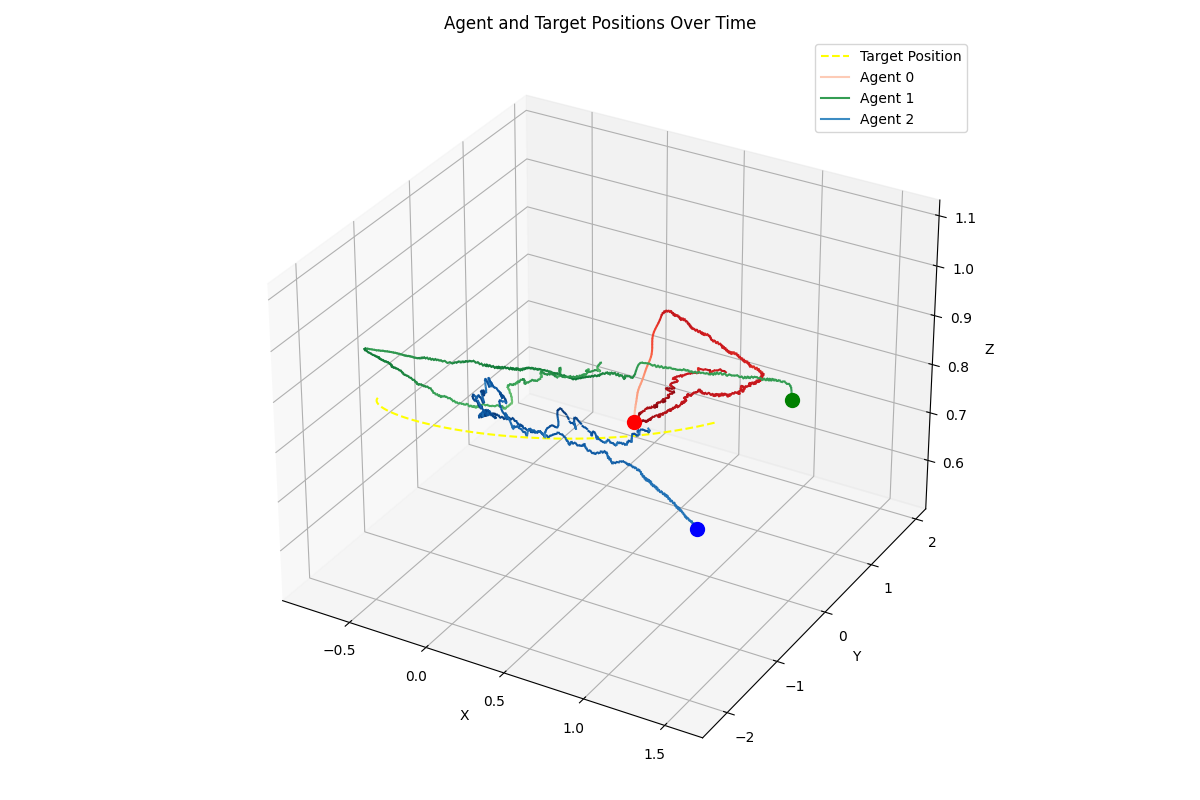 Agent and Target Positions Over Time
Target Position
Agent 0
Agent 1
Agent 2
1.1
1.0
0.9
0.8
0.7
0.6
Z
2
1
0
−1
−2
Y
−0.5
0.0
0.5
1.0
1.5
X